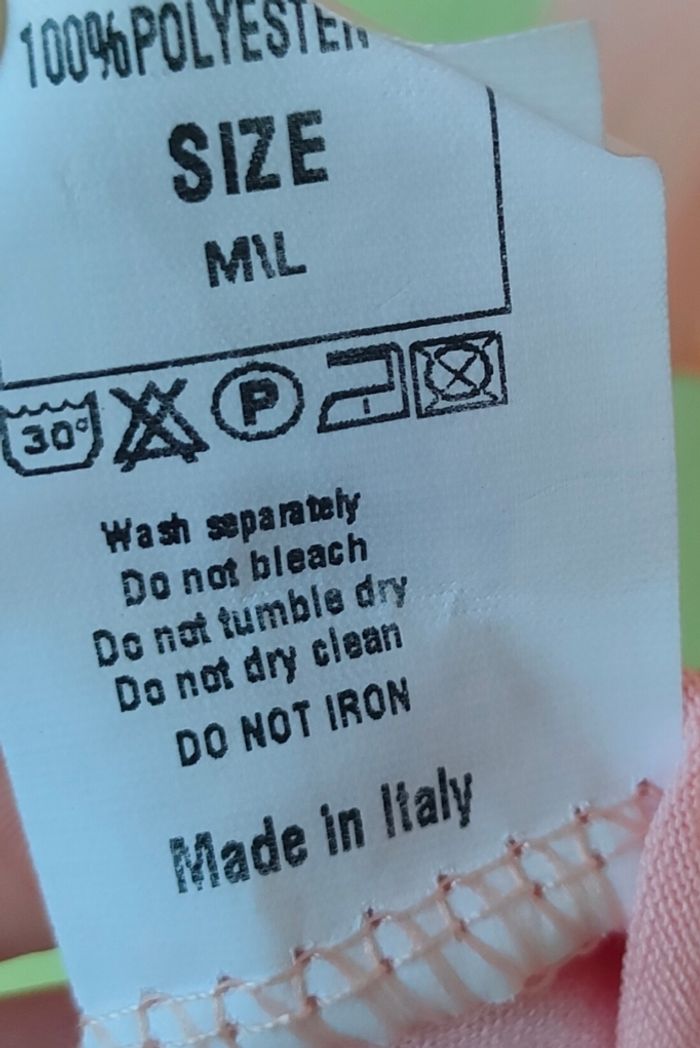 100%POLYESTER
SIZE
M\L
30° P
Wash separately
Do not bleach
Do not tumble dry
Do not dry clean
DO NOT IRON
Made in Italy